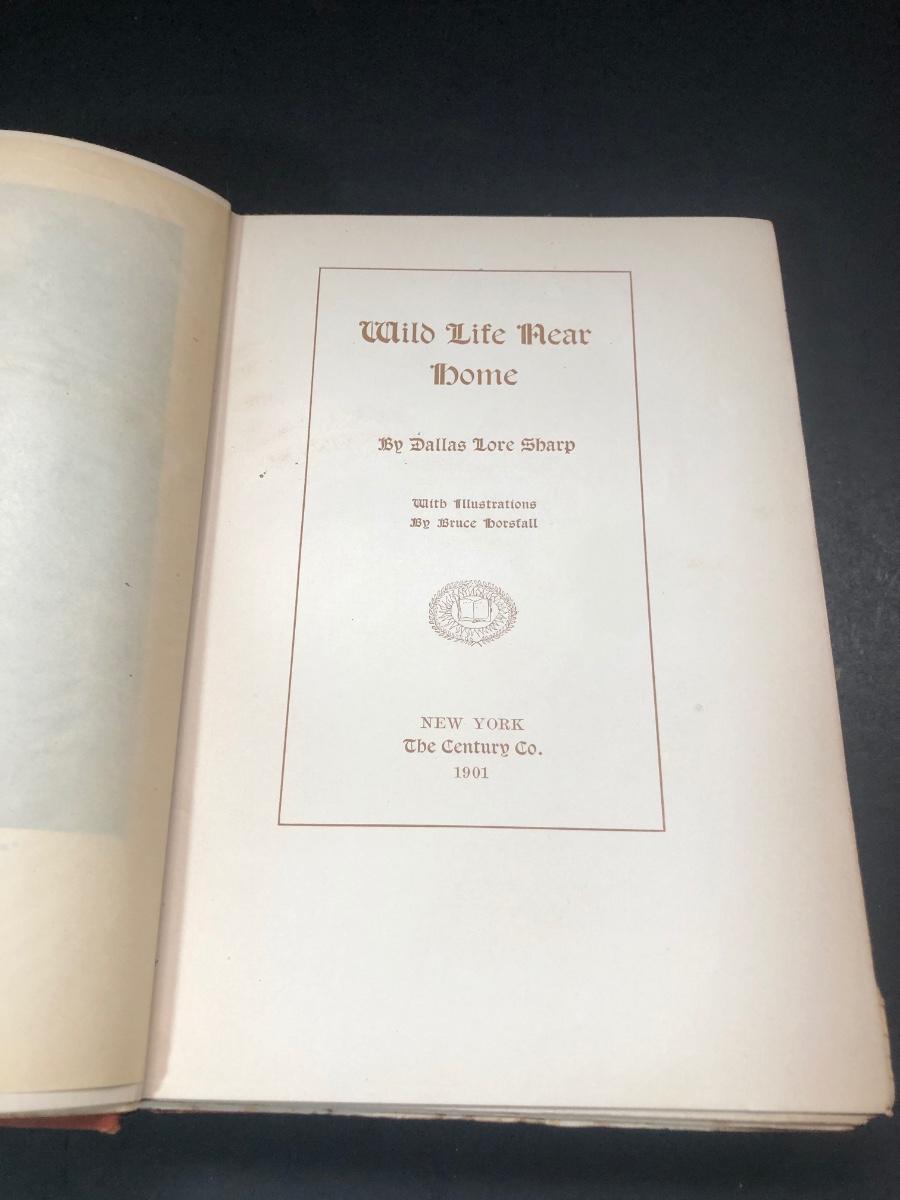 Wild Life Near
Home
By Dallas Lore Sharp
With Illustrations
By Bruce Horsfall
NEW YORK
The Century Co.
1901